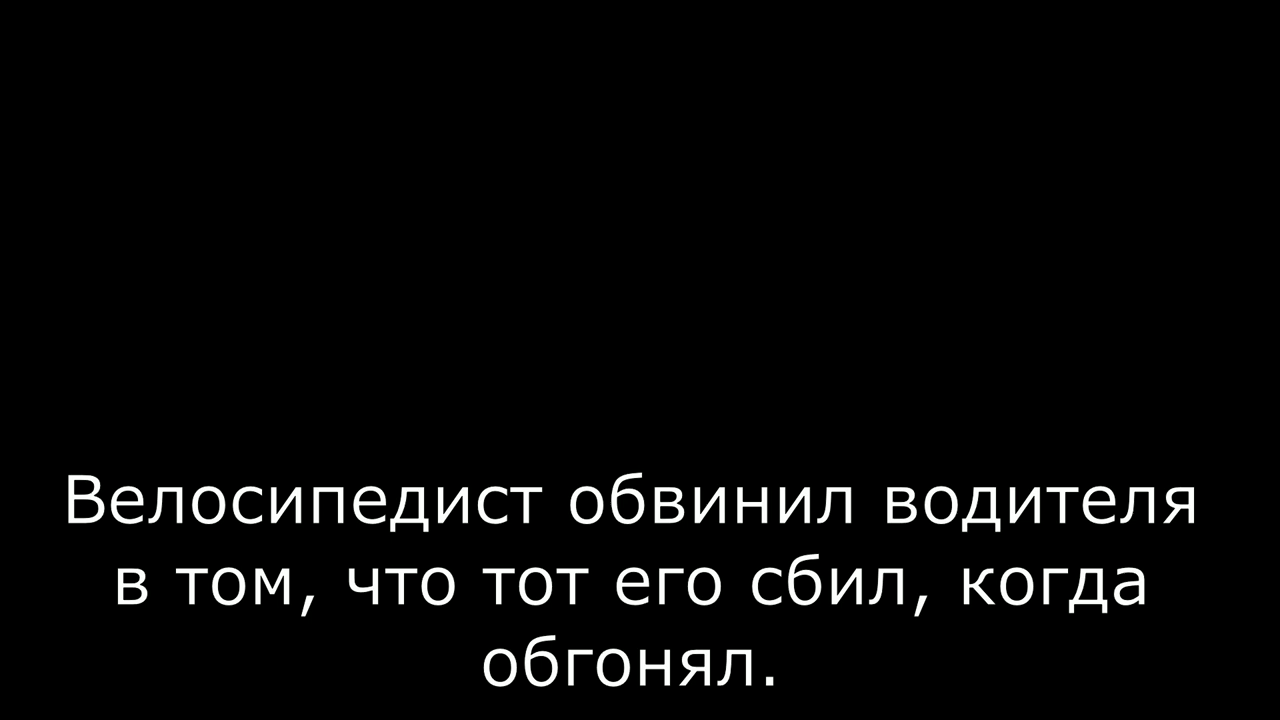 Велосипедист обвинил водителя
в том, что тот его сбил, когда
обгонял.